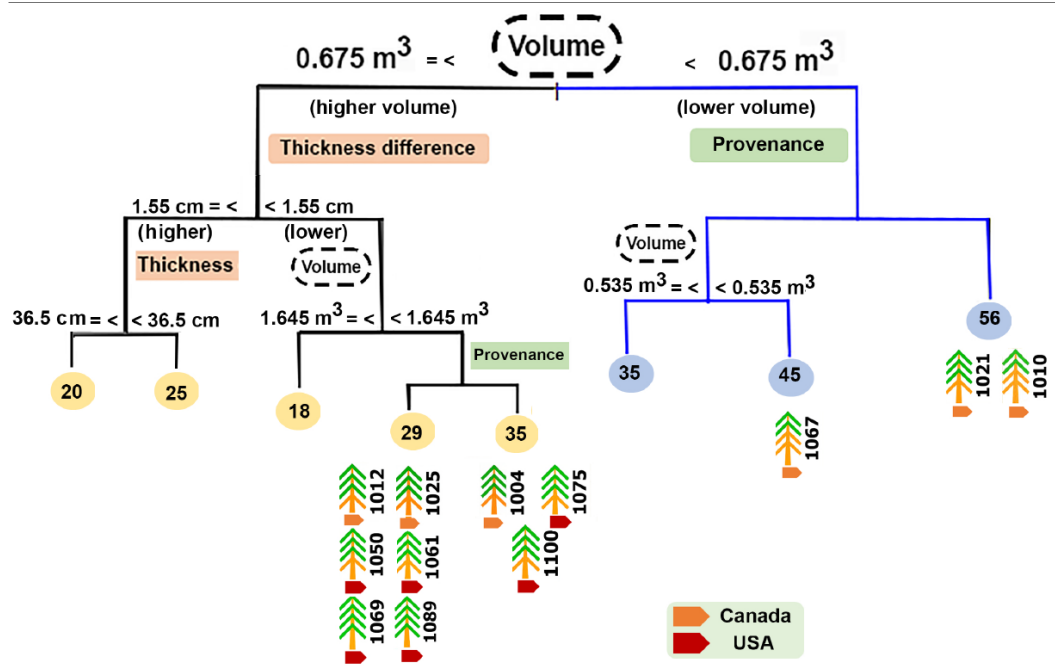 Volume
0.675 m³ = < < 0.675 m³
(higher volume) (lower volume)
Thickness difference Provenance
1.55 cm = < < 1.55 cm
(higher) (lower)
Thickness Volume
Volume
0.535 m³ = < < 0.535 m³
36.5 cm = < < 36.5 cm
1.645 m³ = < < 1.645 m³
Provenance
20 25 18 29 35 35 45 56
1021 1010
1067
1012 1025 1004 1075
1050 1061 1100
1069 1089
Canada
USA